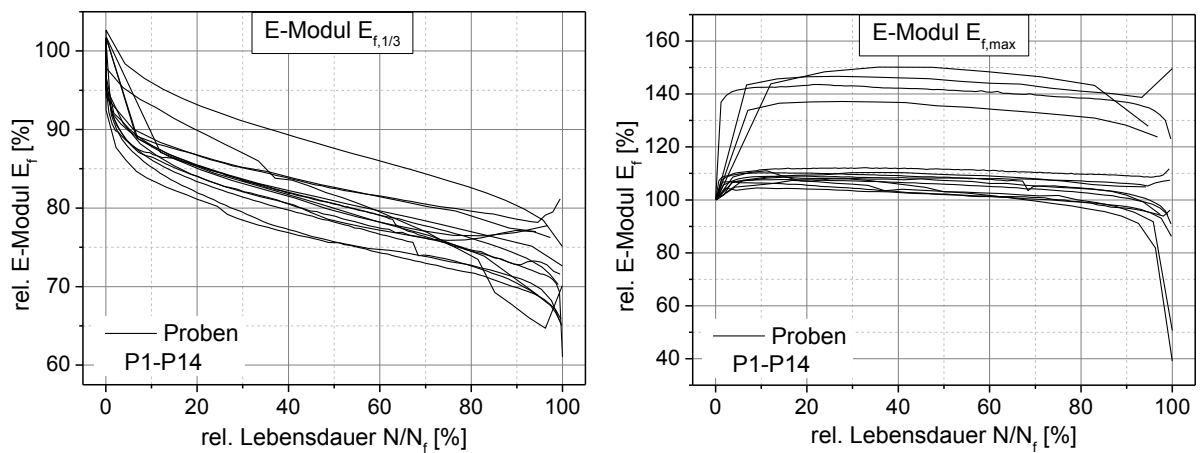 E-Modul E_f,1/3
rel. E-Modul E_f [%]
100
90
80
70
60
Proben
P1-P14
0 20 40 60 80 100
rel. Lebensdauer N/N_f [%]
E-Modul E_f,max
rel. E-Modul E_f [%]
160
140
120
100
80
60
40
Proben
P1-P14
0 20 40 60 80 100
rel. Lebensdauer N/N_f [%]